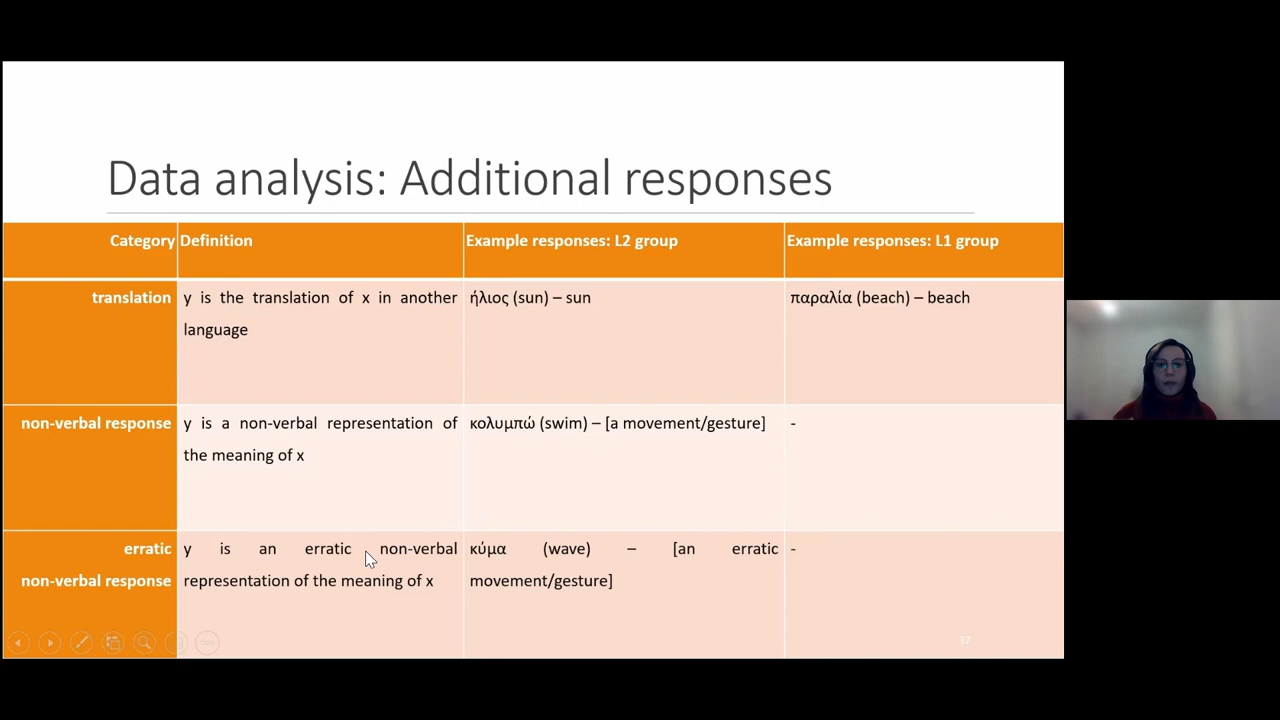 Data analysis: Additional responses
Category Definition Example responses: L2 group Example responses: L1 group
translation y is the translation of x in another ήλιος (sun) – sun παραλία (beach) – beach
language
non-verbal response y is a non-verbal representation of κολυμπώ (swim) – [a movement/gesture] -
the meaning of x
erratic y is an erratic non-verbal κύμα (wave) – [an erratic -
non-verbal response representation of the meaning of x movement/gesture]
37